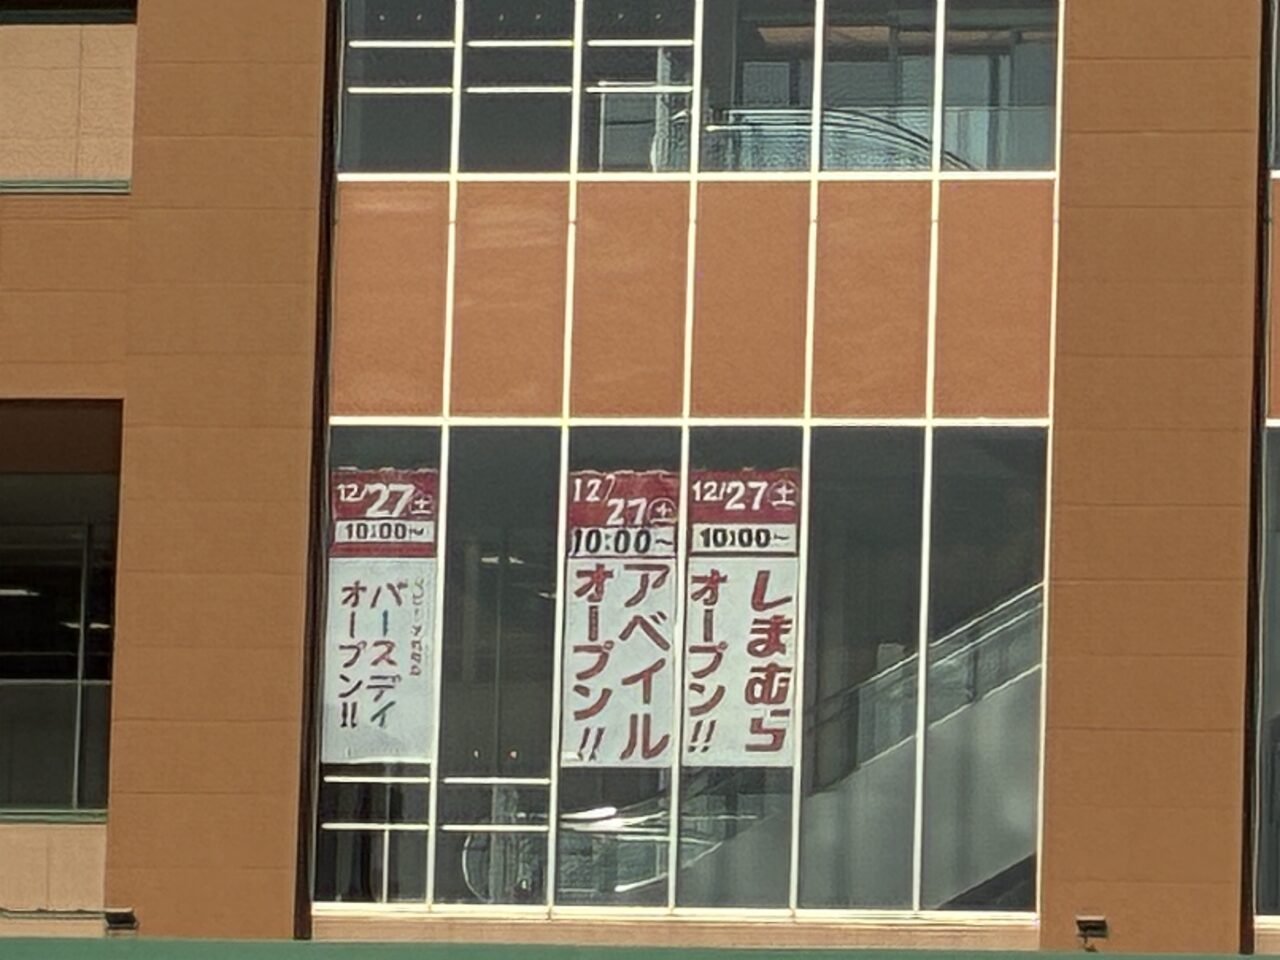 12/27㊏
10:00~
バースデイ
オープン!!
12/27㊏
10:00~
アベイル
オープン!!
12/27㊏
10:00~
しまむら
オープン!!